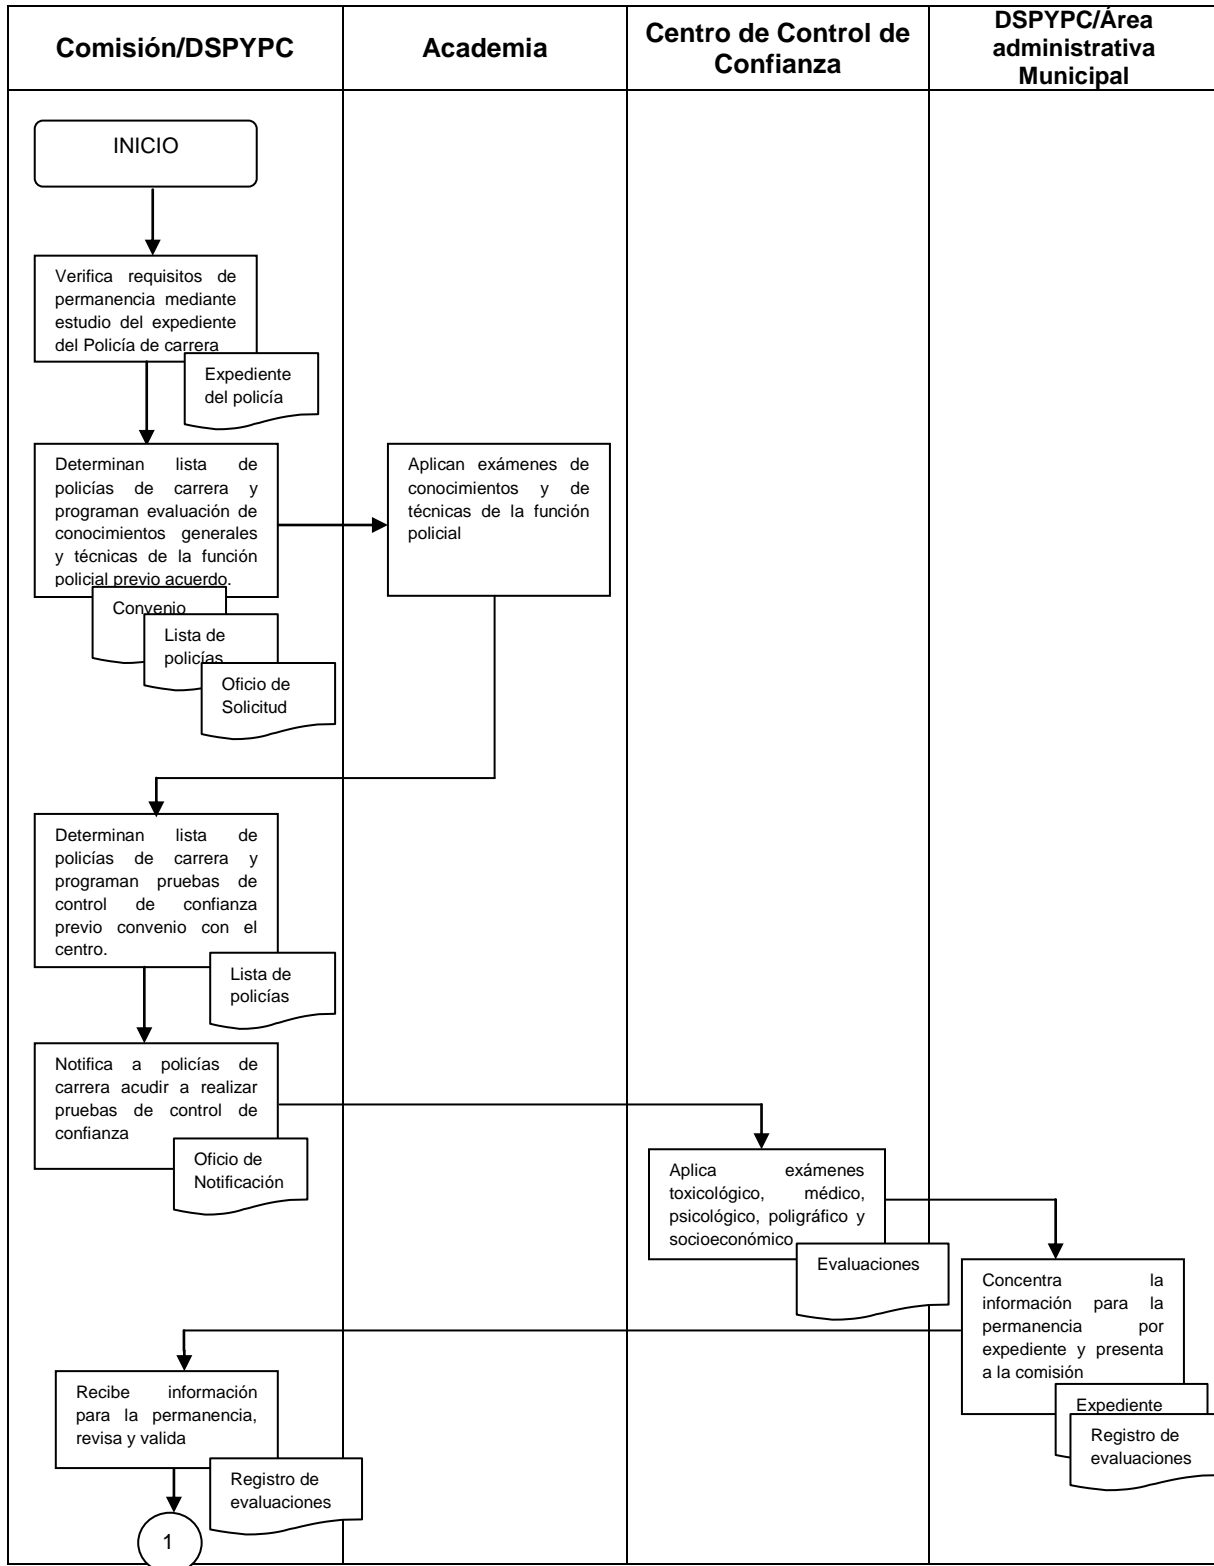 Comisión/DSPYPC
Academia
Centro de Control de
Confianza
DSPYPC/Área
administrativa
Municipal
INICIO
Verifica requisitos de
permanencia mediante
estudio del expediente
del Policía de carrera
Expediente
del policía
Determinan lista de
policías de carrera y
programan evaluación de
conocimientos generales
y técnicas de la función
policial previo acuerdo.
Convenio
Lista de
policías
Oficio de
Solicitud
Aplican exámenes de
conocimientos y de
técnicas de la función
policial
Determinan lista de
policías de carrera y
programan pruebas de
control de confianza
previo convenio con el
centro.
Lista de
policías
Notifica a policías de
carrera acudir a realizar
pruebas de control de
confianza
Oficio de
Notificación
Aplica exámenes
toxicológico, médico,
psicológico, poligráfico y
socioeconómico
Evaluaciones
Concentra la
información para la
permanencia por
expediente y presenta
a la comisión
Expediente
Registro de
evaluaciones
Recibe información
para la permanencia,
revisa y valida
Registro de
evaluaciones
1